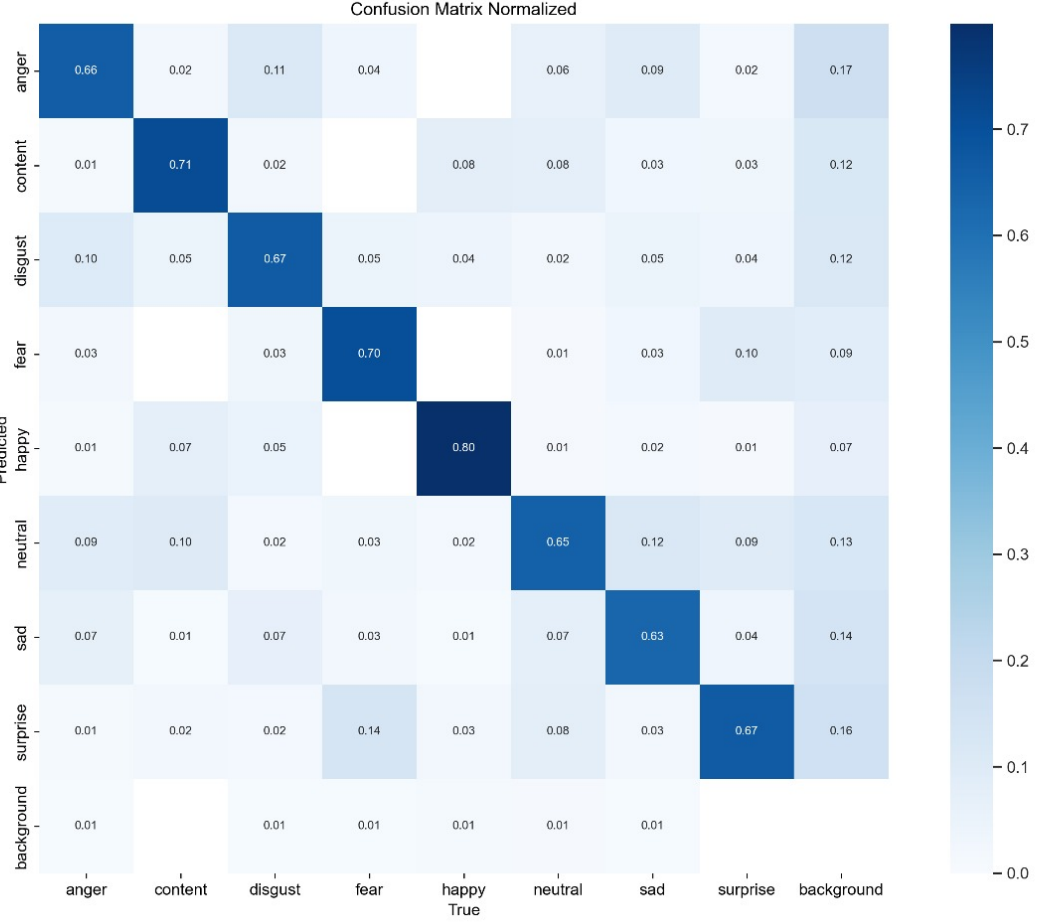 Confusion Matrix Normalized
anger 0.66 0.02 0.11 0.04 0.06 0.09 0.02 0.17
content 0.01 0.71 0.02 0.08 0.08 0.03 0.03 0.12
disgust 0.10 0.05 0.67 0.05 0.04 0.02 0.05 0.04 0.12
fear 0.03 0.03 0.70 0.01 0.03 0.10 0.09
Predicted
happy 0.01 0.07 0.05 0.80 0.01 0.02 0.01 0.07
neutral 0.09 0.10 0.02 0.03 0.02 0.65 0.12 0.09 0.13
sad 0.07 0.01 0.07 0.03 0.01 0.07 0.63 0.04 0.14
surprise 0.01 0.02 0.02 0.14 0.03 0.08 0.03 0.67 0.16
background 0.01 0.01 0.01 0.01 0.01 0.01
anger content disgust fear happy neutral sad surprise background
True
0.7
0.6
0.5
0.4
0.3
0.2
0.1
0.0